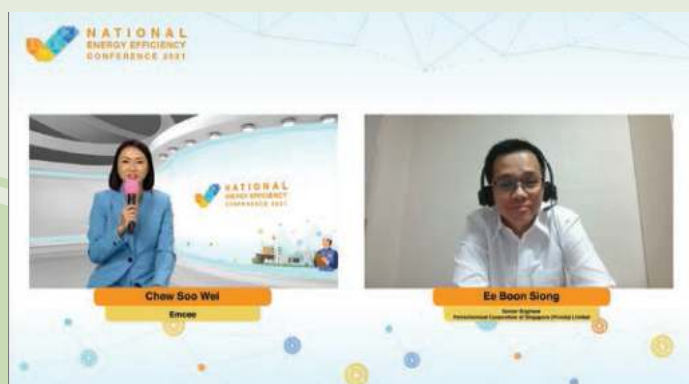 NATIONAL
ENERGY EFFICIENCY
CONFERENCE 2021
NATIONAL
ENERGY EFFICIENCY
CONFERENCE 2021
Chew Soo Wei
Emcee
Ee Boon Siong
Senior Engineer
Petrochemical Corporation of Singapore (Private) Limited